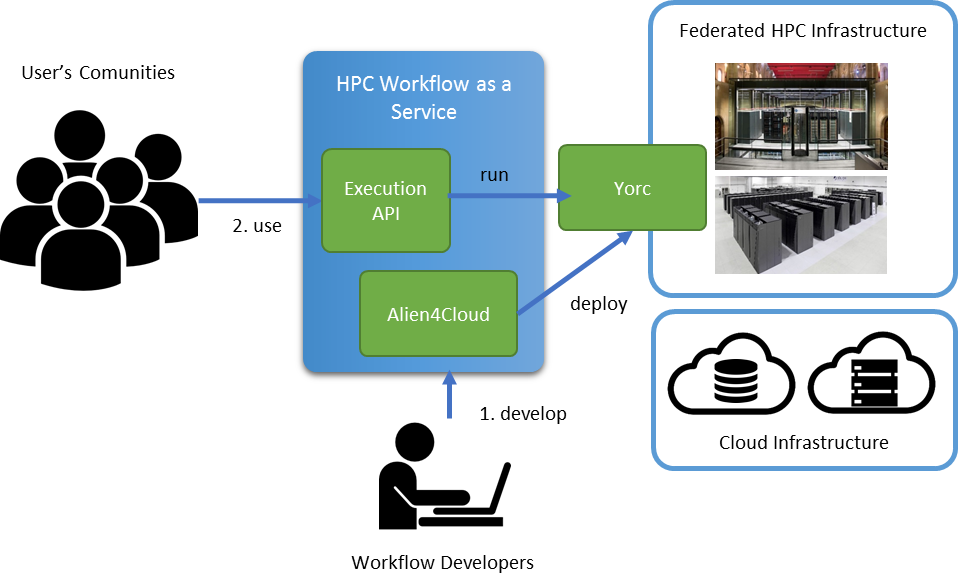 Federated HPC Infrastructure
User's Comunities
HPC Workflow as a
Service
Execution
API
run
Yorc
2. use
Alien4Cloud
deploy
1. develop
Cloud Infrastructure
Workflow Developers